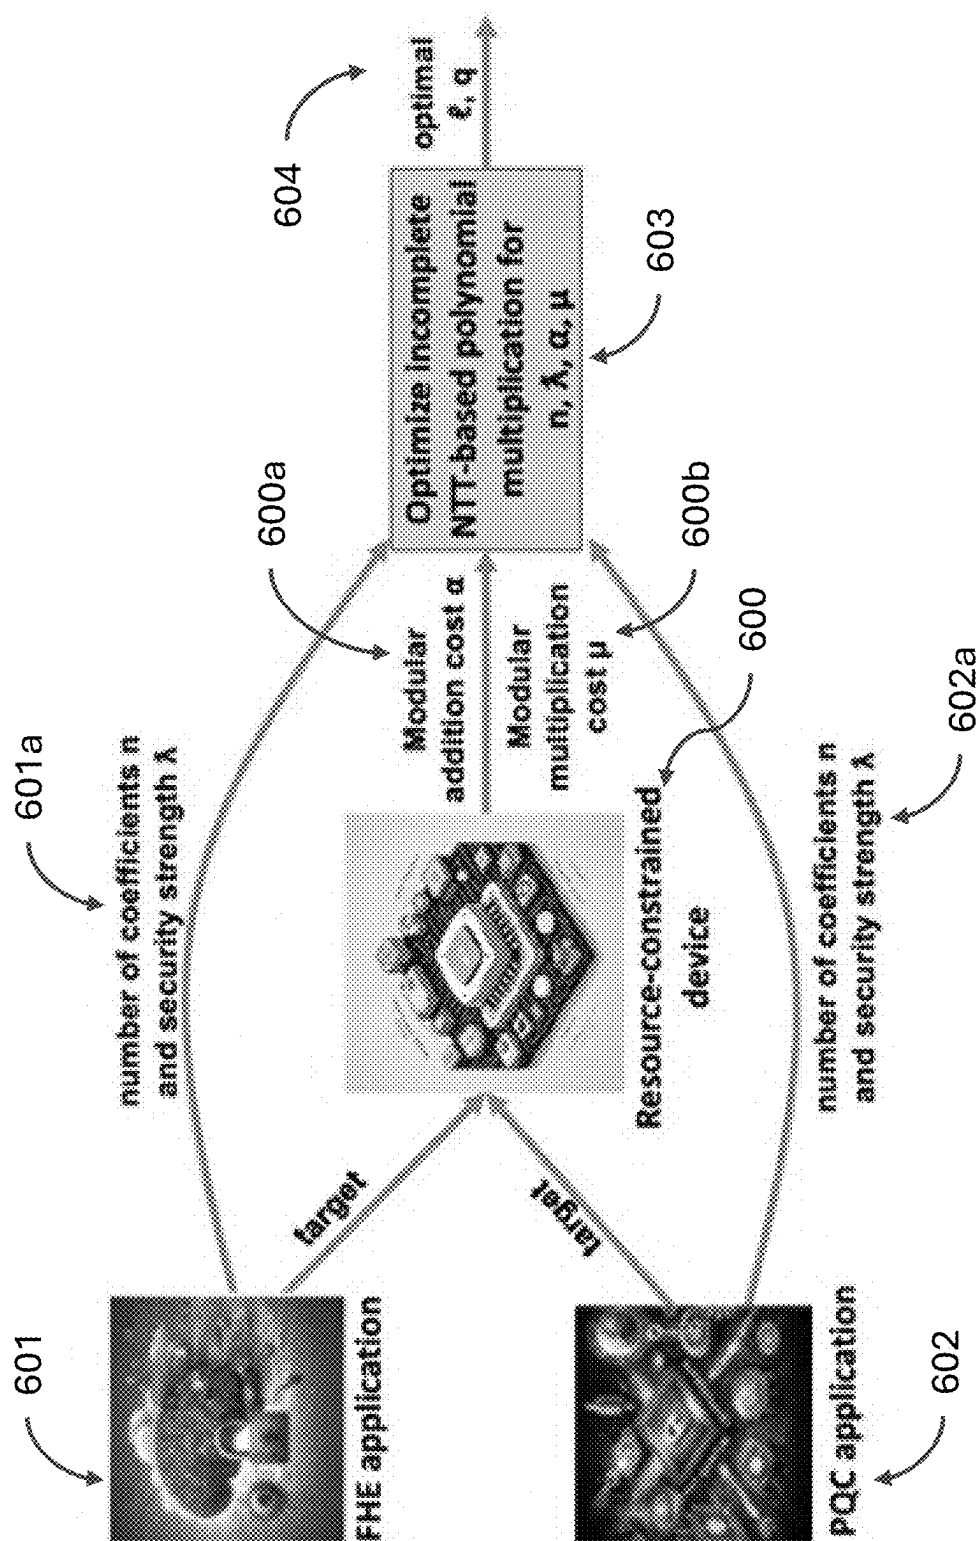 601
FHE application
602
PQC application
target
target
601a
number of coefficients n
and security strength λ
Resource-constrained
device
600
600a
Modular
addition cost α
Modular
multiplication
cost μ
600b
number of coefficients n
and security strength λ
602a
Optimize incomplete
NTT-based polynomial
multiplication for
n, λ, α, μ
603
604
optimal
ℓ, q